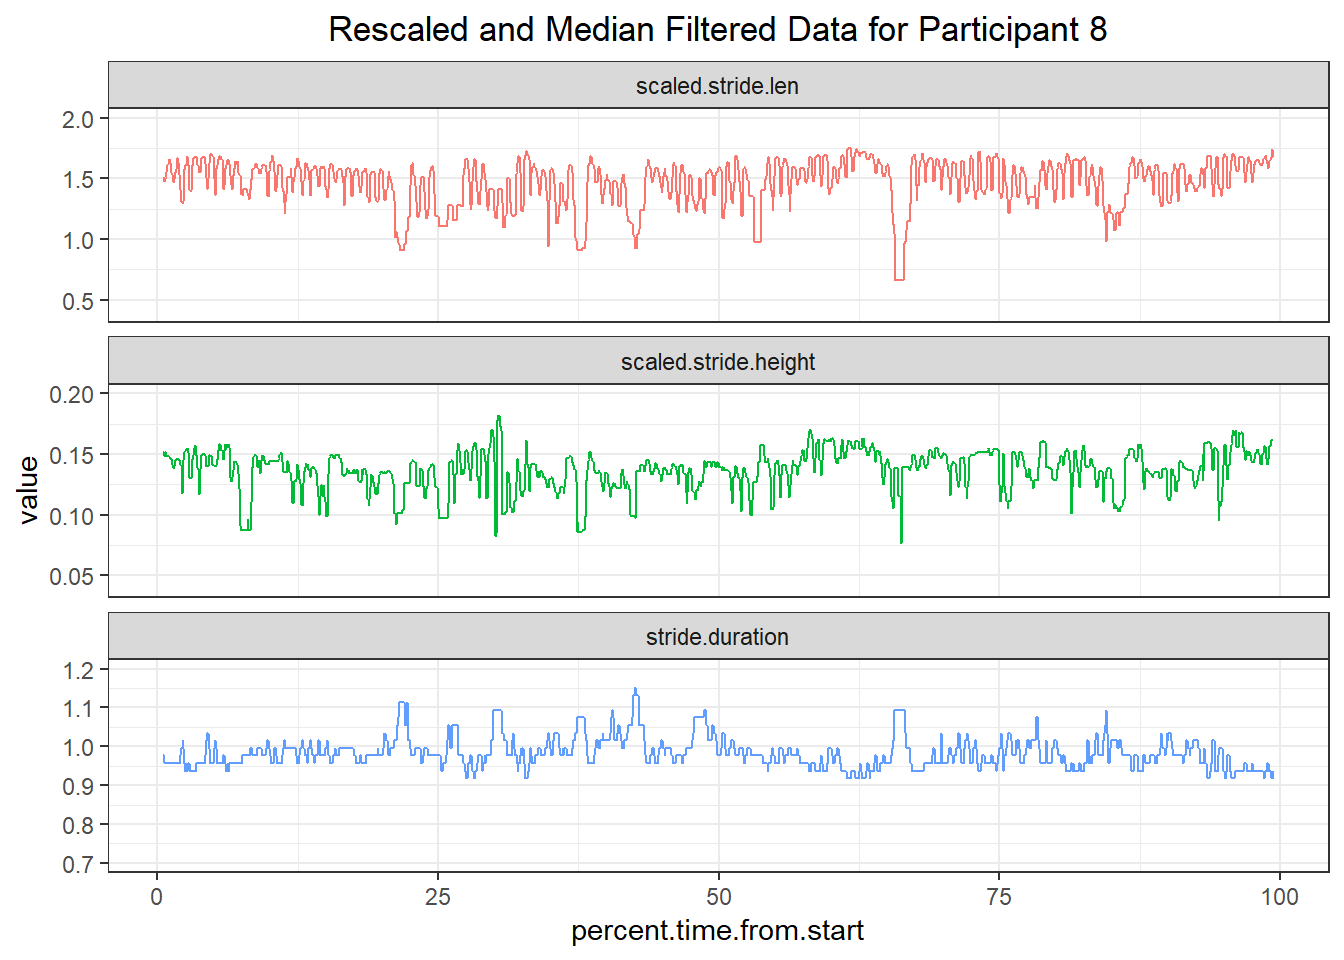 Rescaled and Median Filtered Data for Participant 8
scaled.stride.len
2.0
1.5
1.0
0.5
scaled.stride.height
0.20
0.15
0.10
0.05
value
stride.duration
1.2
1.1
1.0
0.9
0.8
0.7
0 25 50 75 100
percent.time.from.start